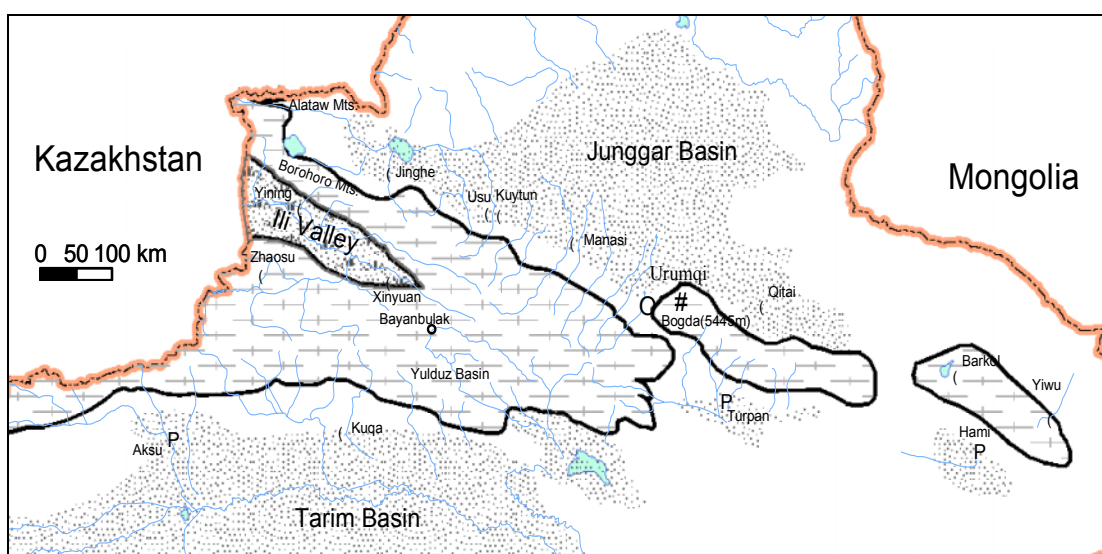 Alataw Mts.
Kazakhstan
Junggar Basin
Mongolia
Borohoro Mts.
Jinghe
(
Yining
(
Usu Kuytun
( (
Ili Valley
0 50 100 km
Manasi
(
Zhaosu
(
Urumqi
O #
Qitai
(
Xinyuan
(
Bogda(5445m)
Bayanbulak
Yulduz Basin
Barkol
(
Yiwu
(
P
Turpan
Kuqa
(
Aksu P
Hami
P
Tarim Basin